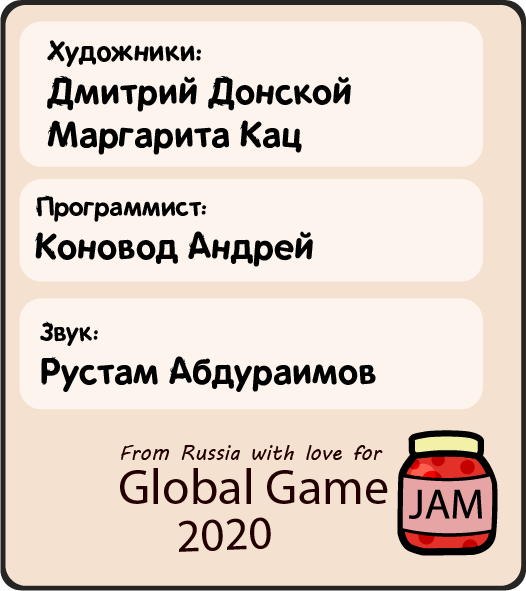 Художники:
Дмитрий Донской
Маргарита Кац
Программист:
Коновод Андрей
Звук:
Рустам Абдураимов
From Russia with love for
Global Game
JAM
2020